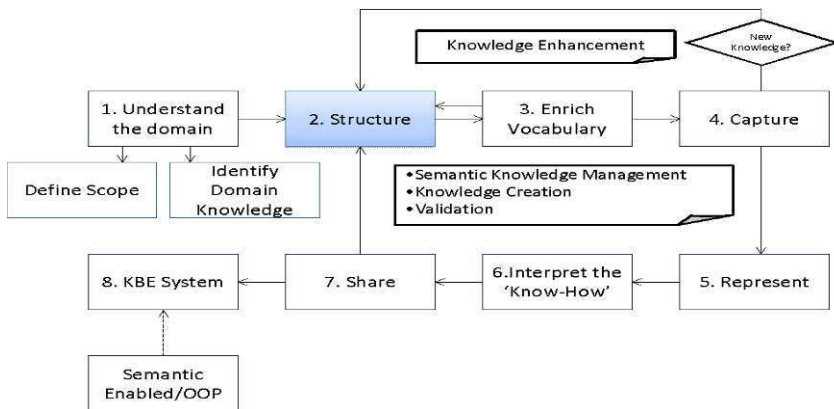 New
Knowledge?
Knowledge Enhancement
1. Understand
the domain
2. Structure
3. Enrich
Vocabulary
4. Capture
Define Scope
Identify
Domain
Knowledge
•Semantic Knowledge Management
•Knowledge Creation
•Validation
8. KBE System
7. Share
6.Interpret the
‘Know-How’
5. Represent
Semantic
Enabled/OOP